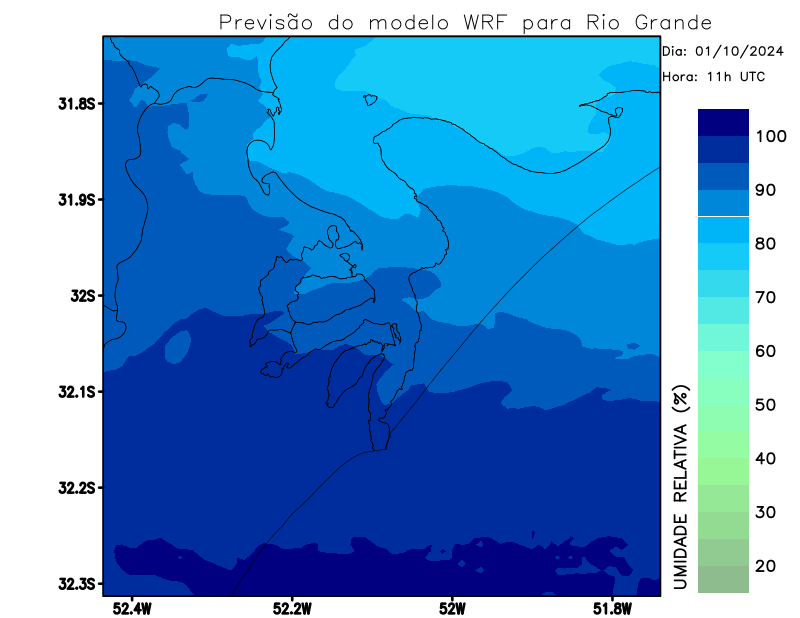 Previsão do modelo WRF para Rio Grande
Dia: 01/10/2024
Hora: 11h UTC
31.8S
31.9S
32S
32.1S
32.2S
32.3S
52.4W
52.2W
52W
51.8W
UMIDADE RELATIVA (%)
100
90
80
70
60
50
40
30
20